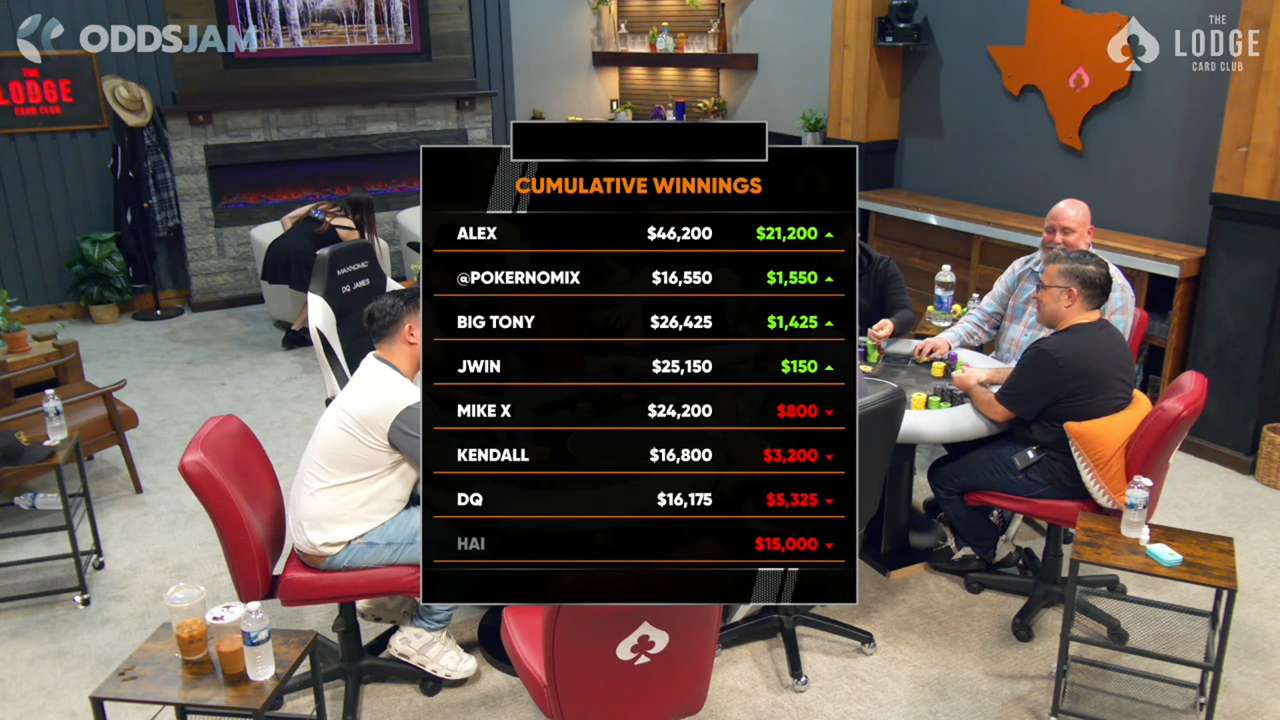 ODDSJAM
THE
LODGE
CARD CLUB
THE
LODGE
CARD CLUB
CUMULATIVE WINNINGS
ALEX $46,200 $21,200
@POKERNOMIX $16,550 $1,550
BIG TONY $26,425 $1,425
JWIN $25,150 $150
MIKE X $24,200 $800
KENDALL $16,800 $3,200
DQ $16,175 $5,325
HAI $15,000
MAXNOMIC
DQ JAMES